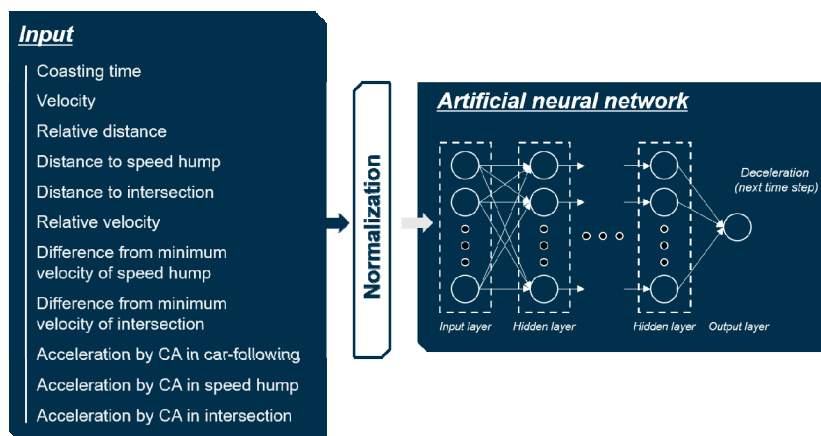 Input
Coasting time
Velocity
Relative distance
Distance to speed hump
Distance to intersection
Relative velocity
Difference from minimum
velocity of speed hump
Difference from minimum
velocity of intersection
Acceleration by CA in car-following
Acceleration by CA in speed hump
Acceleration by CA in intersection
Normalization
Artificial neural network
Deceleration
(next time step)
Input layer
Hidden layer
Hidden layer
Output layer